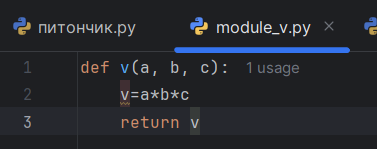 питончик.py module_v.py
1 def v(a, b, c): 1 usage
2     v=a*b*c
3     return v